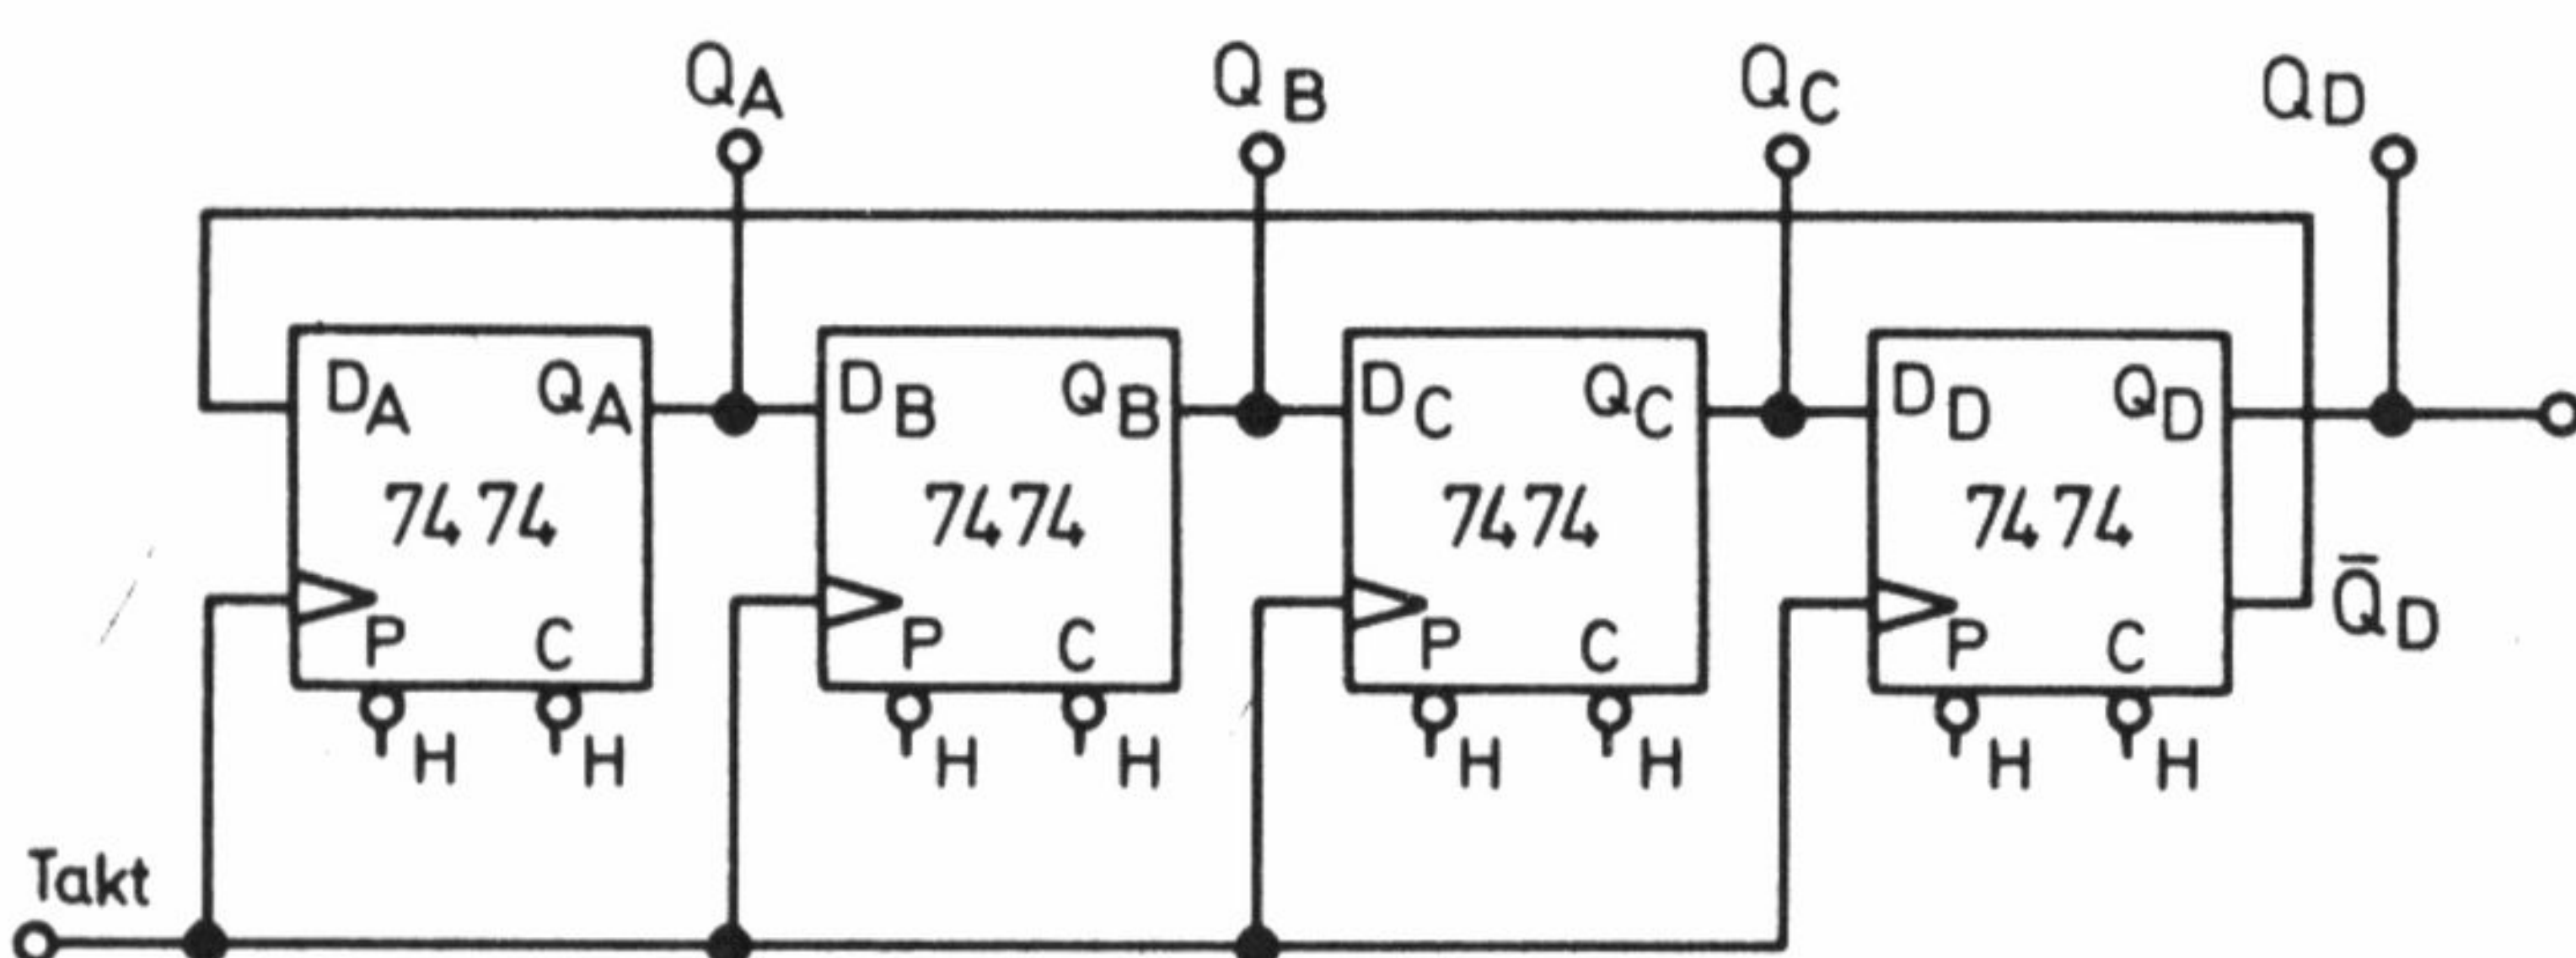 QA QB QC QD
DA QA DB QB DC QC DD QD
7474 7474 7474 7474
Q̄D
P C P C P C P C
H H H H H H H H
Takt